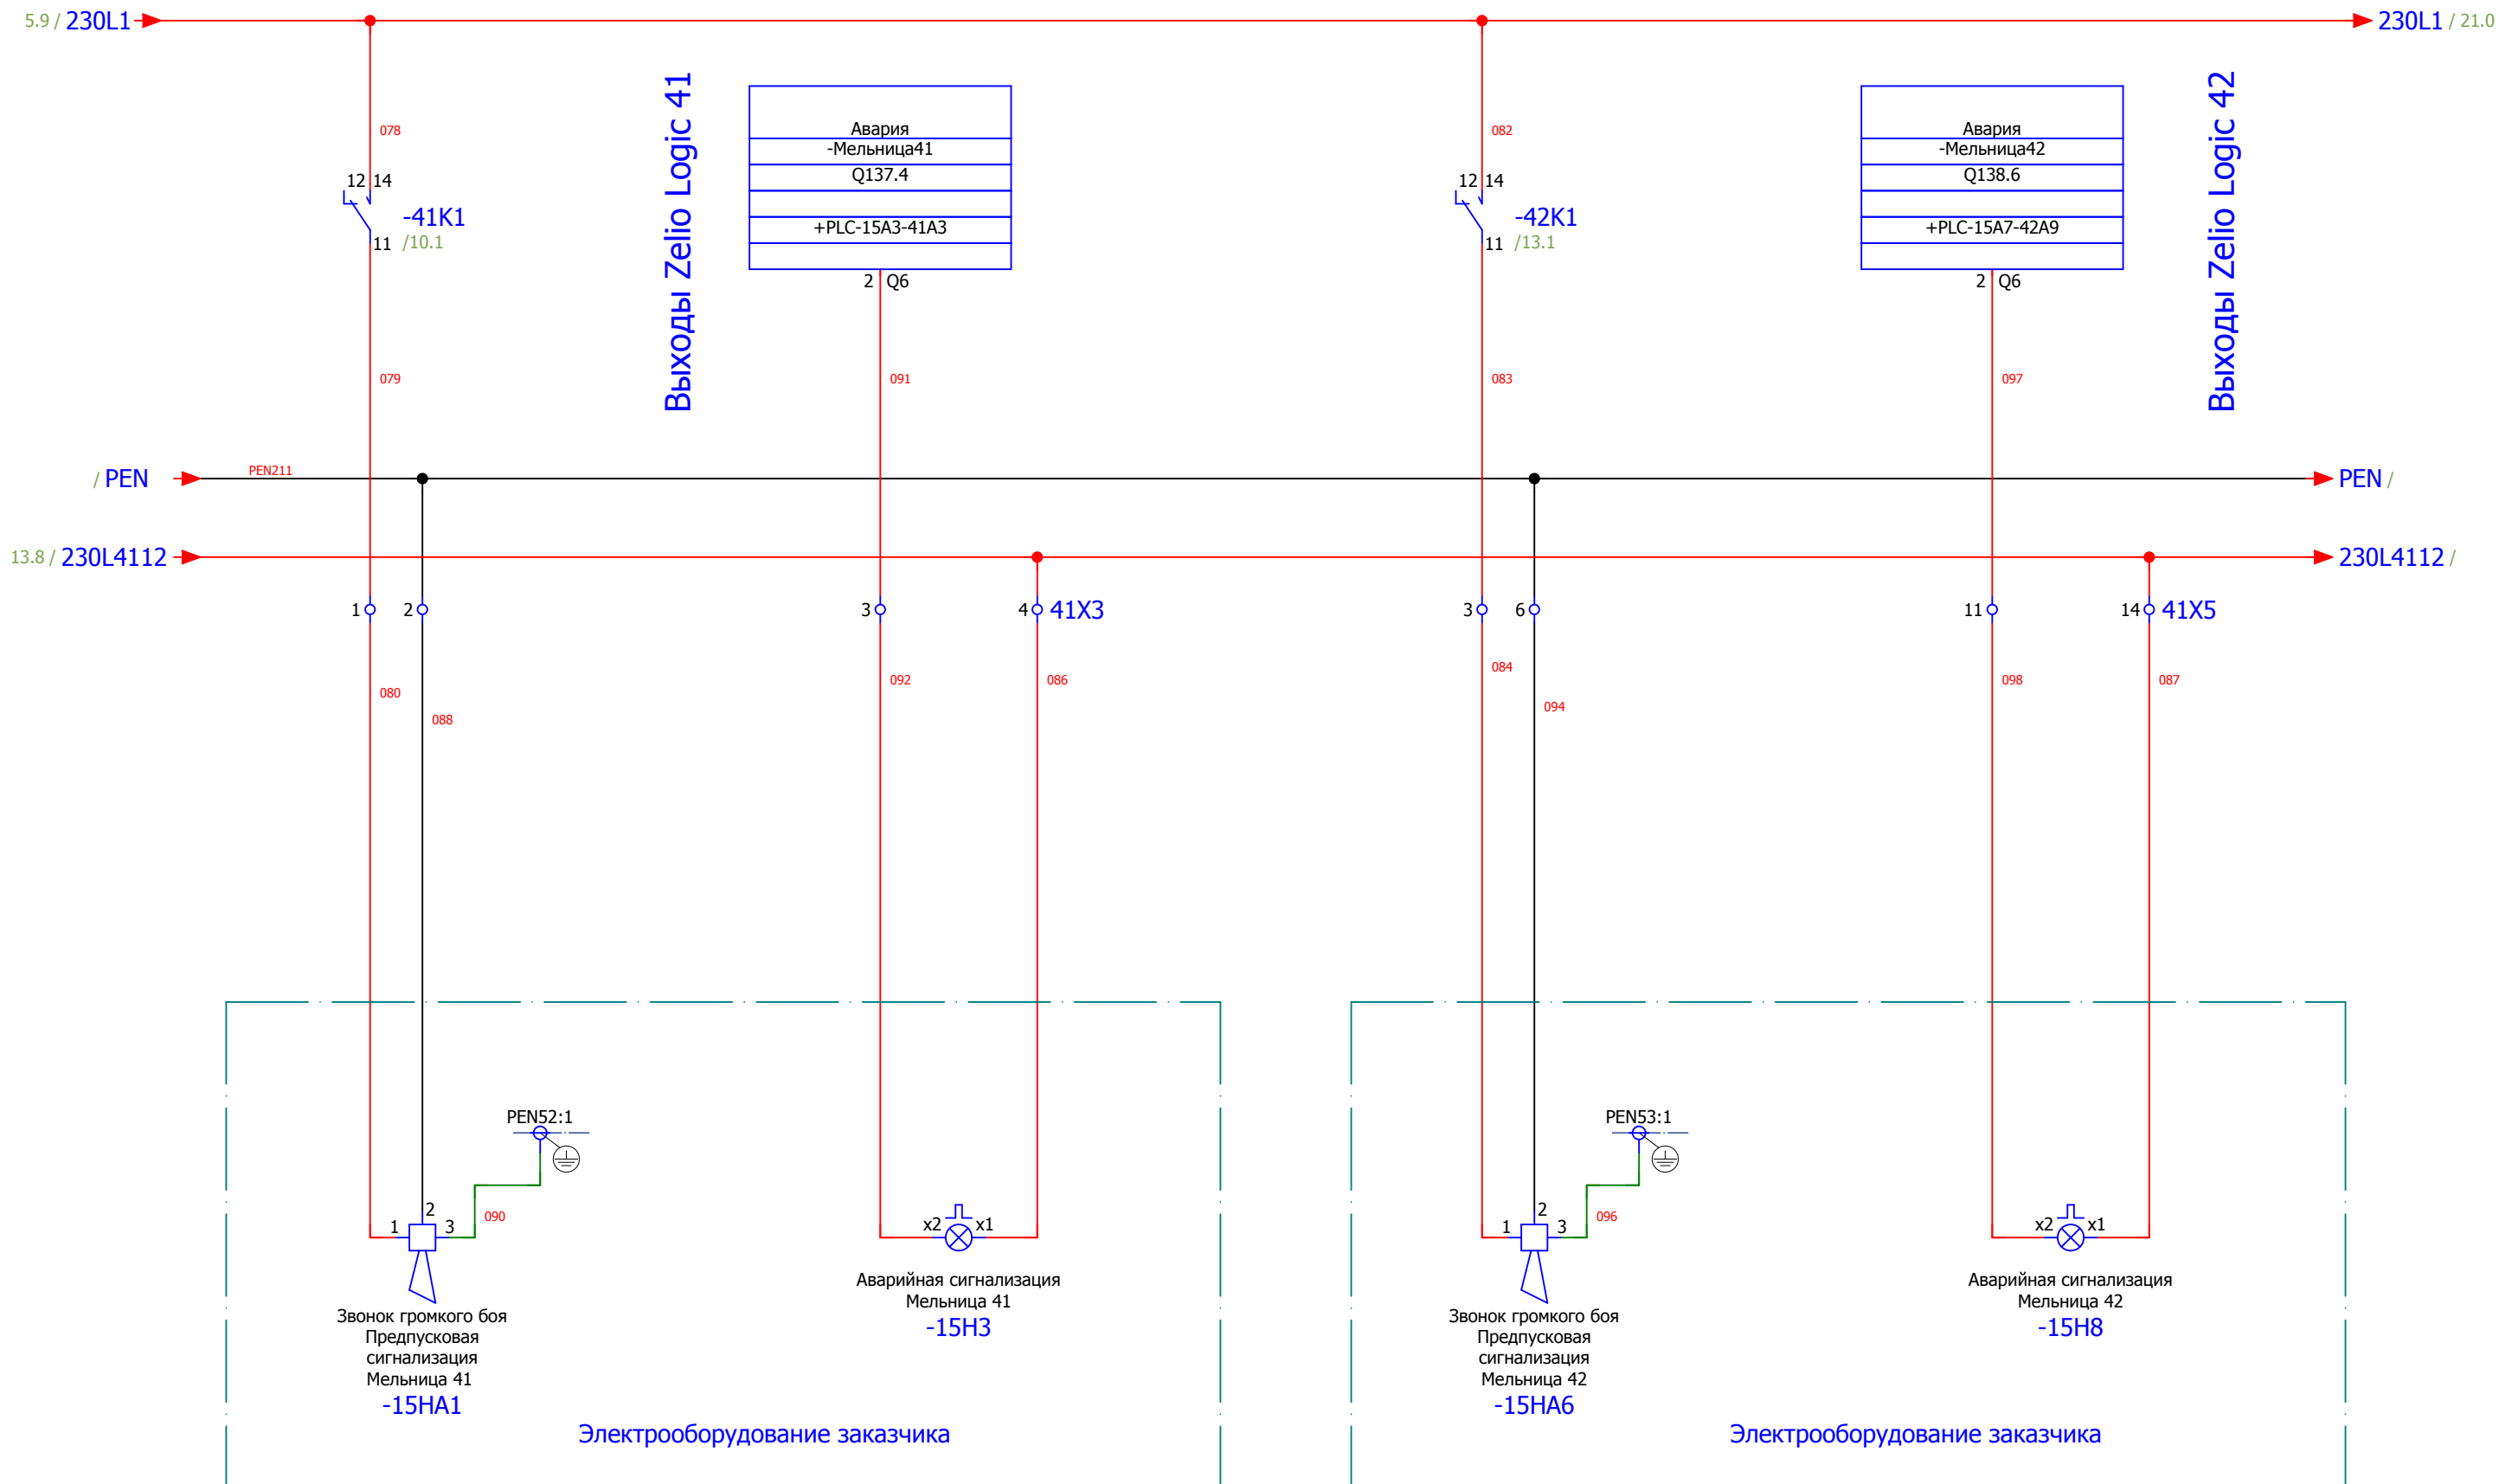 5.9 / 230L1
230L1 / 21.0
078
12 14
-41K1
11 /10.1
079
Выходы Zelio Logic 41
Авария
-Мельница41
Q137.4
+PLC-15A3-41A3
2 Q6
091
082
12 14
-42K1
11 /13.1
083
Авария
-Мельница42
Q138.6
+PLC-15A7-42A9
2 Q6
097
Выходы Zelio Logic 42
/ PEN
PEN211
PEN /
13.8 / 230L4112
230L4112 /
1
2
3
4 41X3
3
6
11
14 41X5
080
088
092
086
084
094
098
087
PEN52:1
1
2
3
090
x2 x1
Звонок громкого боя
Предпусковая
сигнализация
Мельница 41
-15HA1
Аварийная сигнализация
Мельница 41
-15H3
Электрооборудование заказчика
PEN53:1
1
2
3
096
x2 x1
Звонок громкого боя
Предпусковая
сигнализация
Мельница 42
-15HA6
Аварийная сигнализация
Мельница 42
-15H8
Электрооборудование заказчика